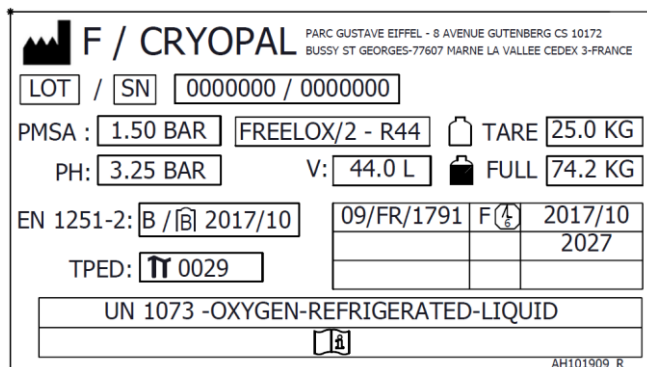 F / CRYOPAL
PARC GUSTAVE EIFFEL - 8 AVENUE GUTENBERG CS 10172
BUSSY ST GEORGES-77607 MARNE LA VALLEE CEDEX 3-FRANCE
LOT / SN 0000000 / 0000000
PMSA : 1.50 BAR FREELOX/2 - R44 TARE 25.0 KG
PH: 3.25 BAR V: 44.0 L FULL 74.2 KG
EN 1251-2: B / B 2017/10 09/FR/1791 F 2017/10
2027
TPED: π 0029
UN 1073 -OXYGEN-REFRIGERATED-LIQUID
AH101909_R